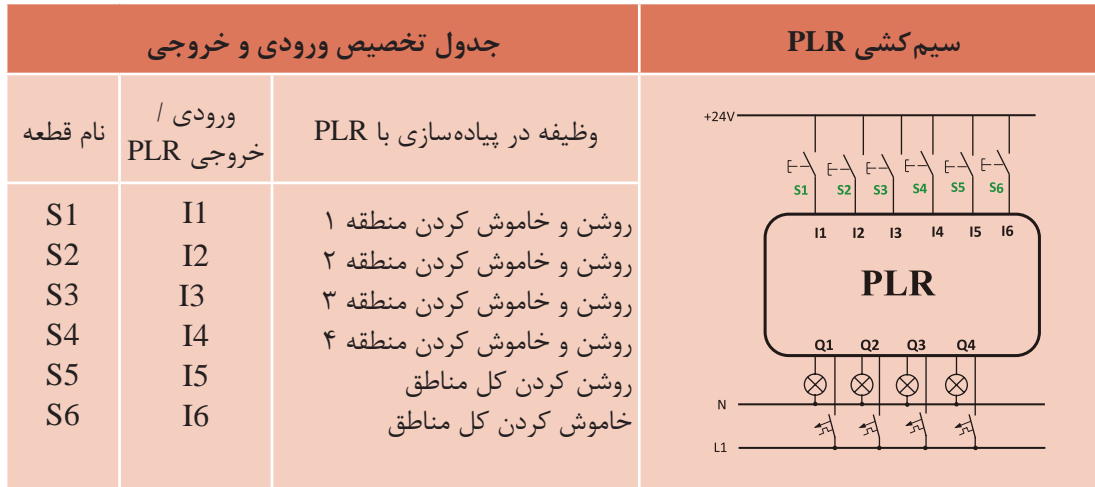 جدول تخصیص ورودی و خروجی
سیم‌کشی PLR
وظیفه در پیاده‌سازی با PLR
ورودی /
خروجی PLR
نام قطعه
روشن و خاموش کردن منطقه ۱ I1 S1
روشن و خاموش کردن منطقه ۲ I2 S2
روشن و خاموش کردن منطقه ۳ I3 S3
روشن و خاموش کردن منطقه ۴ I4 S4
روشن کردن کل مناطق I5 S5
خاموش کردن کل مناطق I6 S6
+24V
S1 S2 S3 S4 S5 S6
I1 I2 I3 I4 I5 I6
PLR
Q1 Q2 Q3 Q4
N
L1